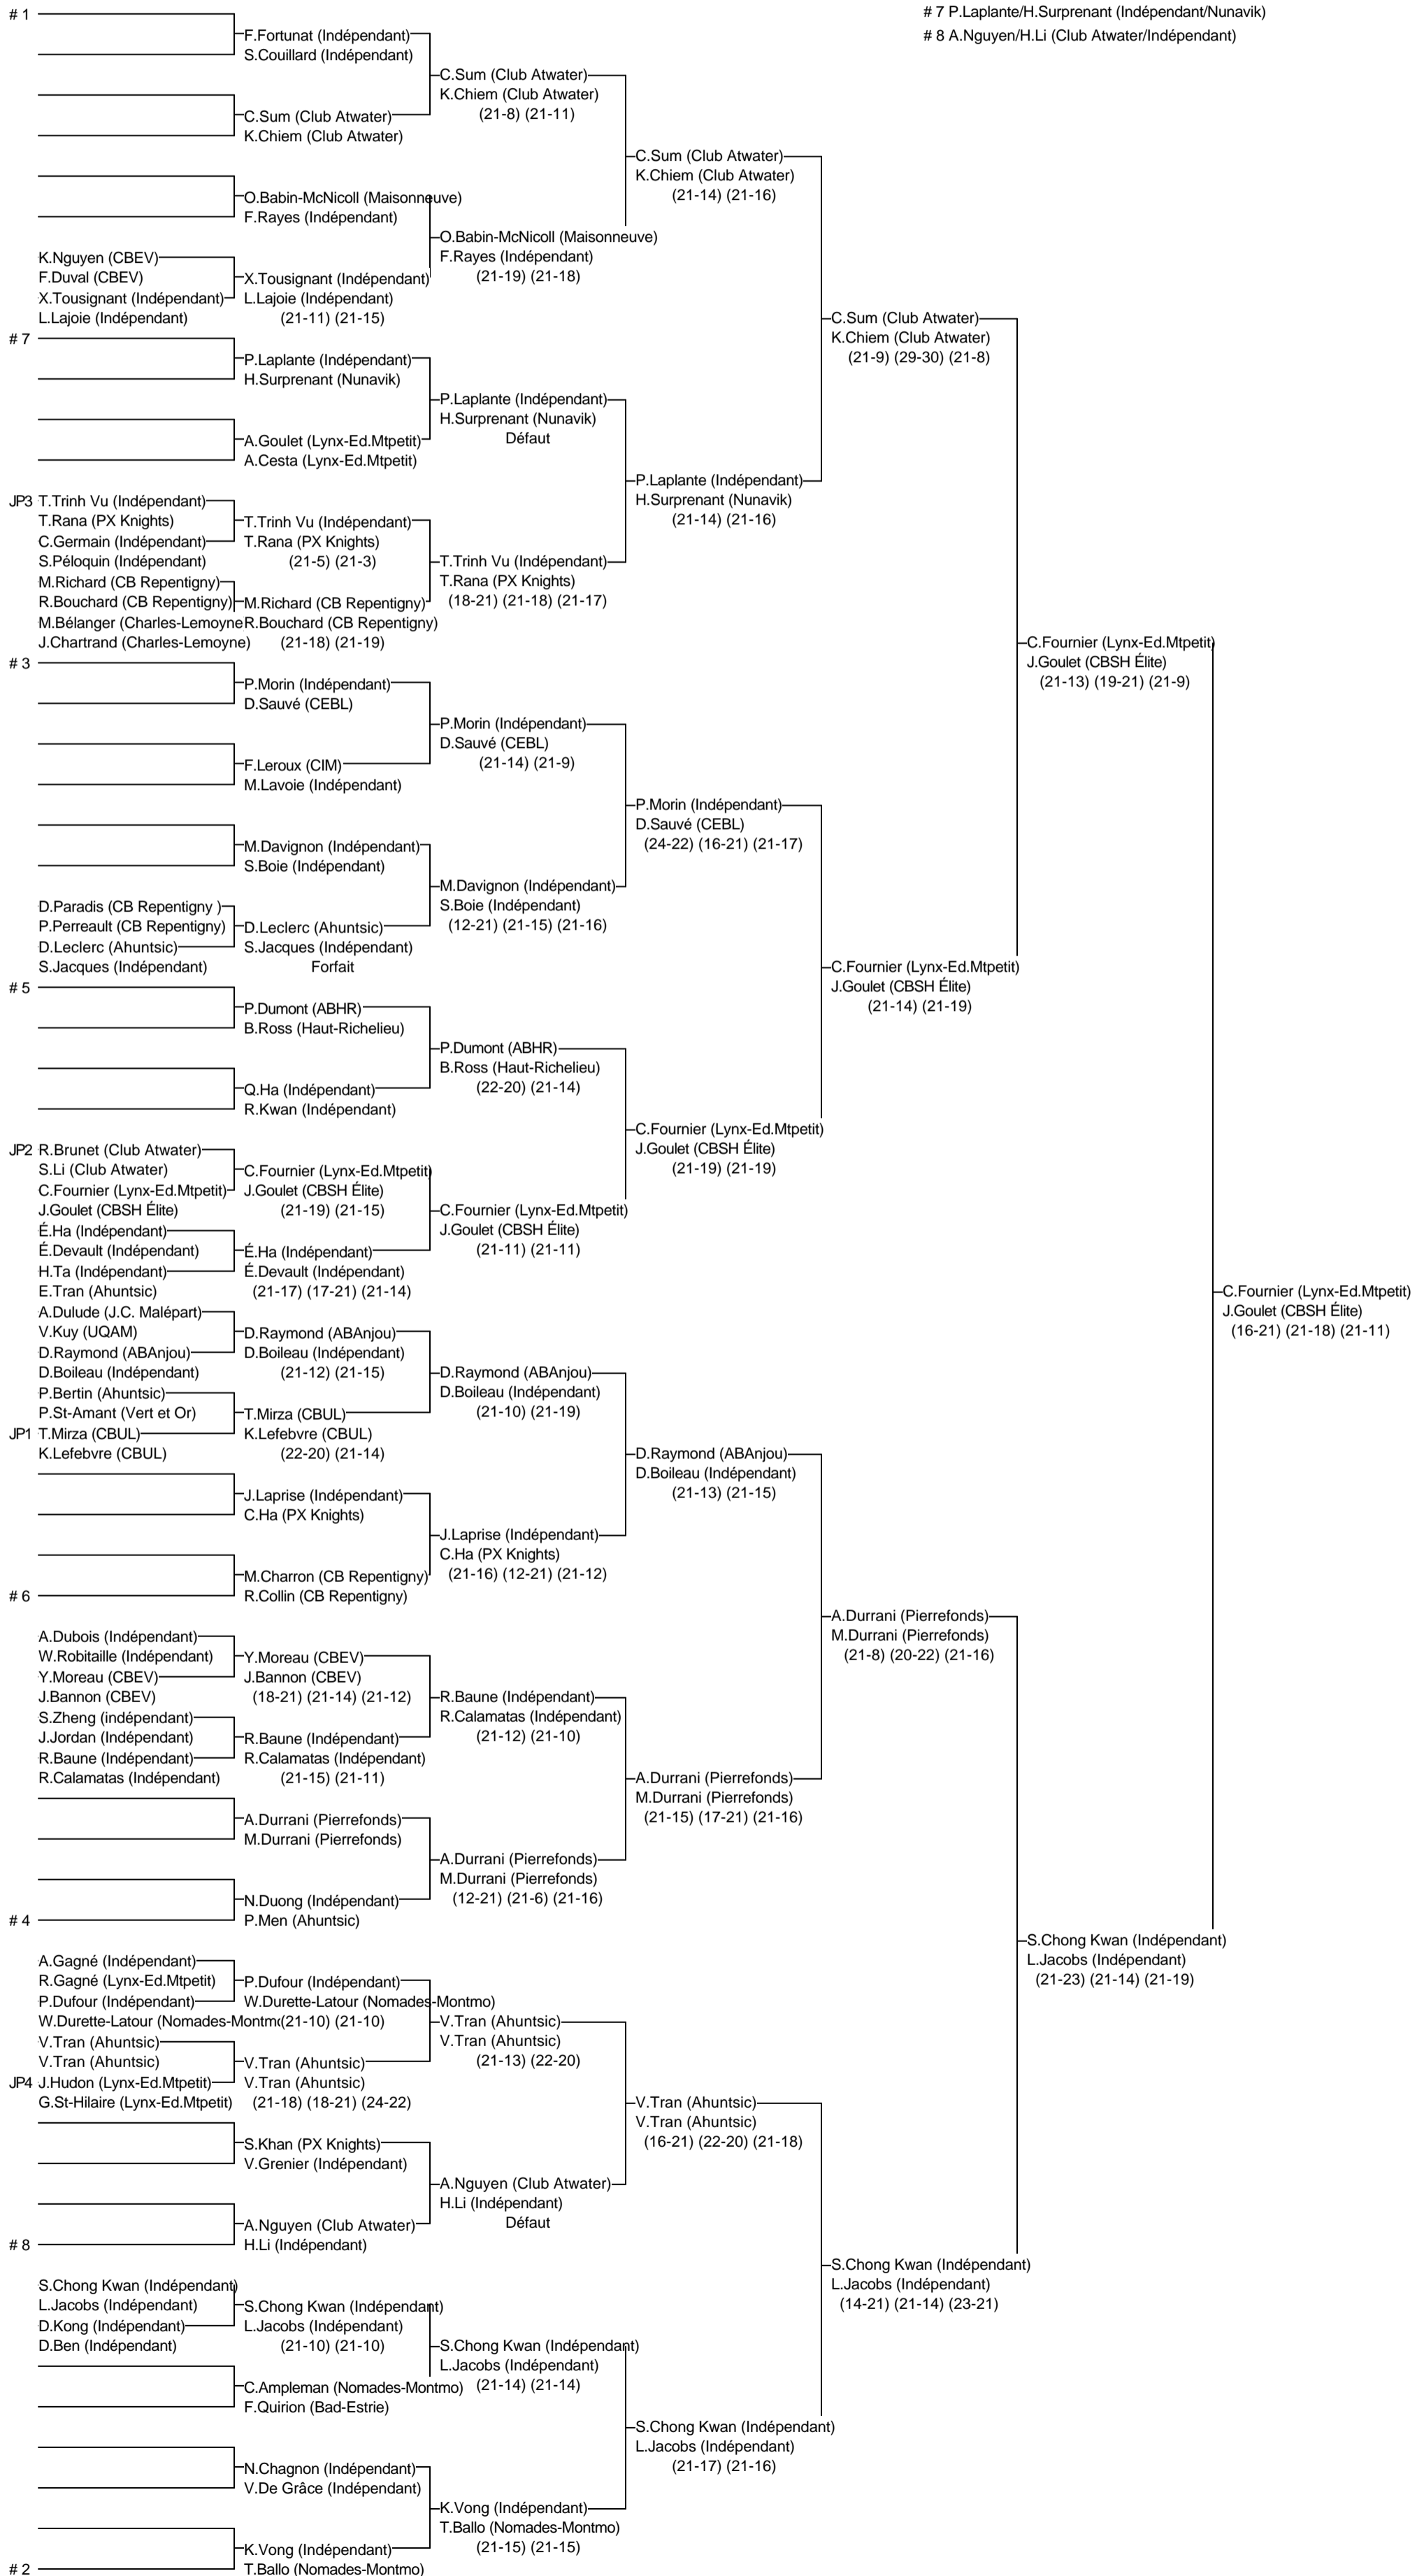 # 7 P.Laplante/H.Surprenant (Indépendant/Nunavik)
# 8 A.Nguyen/H.Li (Club Atwater/Indépendant)
# 1
F.Fortunat (Indépendant)
S.Couillard (Indépendant)
C.Sum (Club Atwater)
K.Chiem (Club Atwater)
(21-8) (21-11)
C.Sum (Club Atwater)
K.Chiem (Club Atwater)
C.Sum (Club Atwater)
K.Chiem (Club Atwater)
(21-14) (21-16)
O.Babin-McNicoll (Maisonneuve)
F.Rayes (Indépendant)
O.Babin-McNicoll (Maisonneuve)
F.Rayes (Indépendant)
(21-19) (21-18)
K.Nguyen (CBEV)
F.Duval (CBEV)
X.Tousignant (Indépendant)
L.Lajoie (Indépendant)
X.Tousignant (Indépendant)
L.Lajoie (Indépendant)
(21-11) (21-15)
C.Sum (Club Atwater)
K.Chiem (Club Atwater)
(21-9) (29-30) (21-8)
# 7
P.Laplante (Indépendant)
H.Surprenant (Nunavik)
P.Laplante (Indépendant)
H.Surprenant (Nunavik)
Défaut
A.Goulet (Lynx-Ed.Mtpetit)
A.Cesta (Lynx-Ed.Mtpetit)
P.Laplante (Indépendant)
H.Surprenant (Nunavik)
(21-14) (21-16)
JP3 T.Trinh Vu (Indépendant)
T.Rana (PX Knights)
C.Germain (Indépendant)
S.Péloquin (Indépendant)
T.Trinh Vu (Indépendant)
T.Rana (PX Knights)
(21-5) (21-3)
T.Trinh Vu (Indépendant)
T.Rana (PX Knights)
(18-21) (21-18) (21-17)
M.Richard (CB Repentigny)
R.Bouchard (CB Repentigny)
M.Bélanger (Charles-Lemoyne
J.Chartrand (Charles-Lemoyne)
M.Richard (CB Repentigny)
R.Bouchard (CB Repentigny)
(21-18) (21-19)
C.Fournier (Lynx-Ed.Mtpetit)
J.Goulet (CBSH Élite)
(21-13) (19-21) (21-9)
# 3
P.Morin (Indépendant)
D.Sauvé (CEBL)
P.Morin (Indépendant)
D.Sauvé (CEBL)
(21-14) (21-9)
F.Leroux (CIM)
M.Lavoie (Indépendant)
P.Morin (Indépendant)
D.Sauvé (CEBL)
(24-22) (16-21) (21-17)
M.Davignon (Indépendant)
S.Boie (Indépendant)
M.Davignon (Indépendant)
S.Boie (Indépendant)
(12-21) (21-15) (21-16)
D.Paradis (CB Repentigny )
P.Perreault (CB Repentigny)
D.Leclerc (Ahuntsic)
S.Jacques (Indépendant)
D.Leclerc (Ahuntsic)
S.Jacques (Indépendant)
Forfait
C.Fournier (Lynx-Ed.Mtpetit)
J.Goulet (CBSH Élite)
(21-14) (21-19)
# 5
P.Dumont (ABHR)
B.Ross (Haut-Richelieu)
P.Dumont (ABHR)
B.Ross (Haut-Richelieu)
(22-20) (21-14)
Q.Ha (Indépendant)
R.Kwan (Indépendant)
C.Fournier (Lynx-Ed.Mtpetit)
J.Goulet (CBSH Élite)
(21-19) (21-19)
JP2 R.Brunet (Club Atwater)
S.Li (Club Atwater)
C.Fournier (Lynx-Ed.Mtpetit)
J.Goulet (CBSH Élite)
C.Fournier (Lynx-Ed.Mtpetit)
J.Goulet (CBSH Élite)
(21-19) (21-15)
C.Fournier (Lynx-Ed.Mtpetit)
J.Goulet (CBSH Élite)
(21-11) (21-11)
É.Ha (Indépendant)
É.Devault (Indépendant)
H.Ta (Indépendant)
E.Tran (Ahuntsic)
É.Ha (Indépendant)
É.Devault (Indépendant)
(21-17) (17-21) (21-14)
C.Fournier (Lynx-Ed.Mtpetit)
J.Goulet (CBSH Élite)
(16-21) (21-18) (21-11)
A.Dulude (J.C. Malépart)
V.Kuy (UQAM)
D.Raymond (ABAnjou)
D.Boileau (Indépendant)
D.Raymond (ABAnjou)
D.Boileau (Indépendant)
(21-12) (21-15)
D.Raymond (ABAnjou)
D.Boileau (Indépendant)
(21-10) (21-19)
P.Bertin (Ahuntsic)
P.St-Amant (Vert et Or)
JP1 T.Mirza (CBUL)
K.Lefebvre (CBUL)
T.Mirza (CBUL)
K.Lefebvre (CBUL)
(22-20) (21-14)
D.Raymond (ABAnjou)
D.Boileau (Indépendant)
(21-13) (21-15)
J.Laprise (Indépendant)
C.Ha (PX Knights)
J.Laprise (Indépendant)
C.Ha (PX Knights)
(21-16) (12-21) (21-12)
M.Charron (CB Repentigny)
R.Collin (CB Repentigny)
# 6
A.Durrani (Pierrefonds)
M.Durrani (Pierrefonds)
(21-8) (20-22) (21-16)
A.Dubois (Indépendant)
W.Robitaille (Indépendant)
Y.Moreau (CBEV)
J.Bannon (CBEV)
Y.Moreau (CBEV)
J.Bannon (CBEV)
(18-21) (21-14) (21-12)
R.Baune (Indépendant)
R.Calamatas (Indépendant)
(21-12) (21-10)
S.Zheng (indépendant)
J.Jordan (Indépendant)
R.Baune (Indépendant)
R.Calamatas (Indépendant)
R.Baune (Indépendant)
R.Calamatas (Indépendant)
(21-15) (21-11)
A.Durrani (Pierrefonds)
M.Durrani (Pierrefonds)
(21-15) (17-21) (21-16)
A.Durrani (Pierrefonds)
M.Durrani (Pierrefonds)
A.Durrani (Pierrefonds)
M.Durrani (Pierrefonds)
(12-21) (21-6) (21-16)
N.Duong (Indépendant)
P.Men (Ahuntsic)
# 4
S.Chong Kwan (Indépendant)
L.Jacobs (Indépendant)
(21-23) (21-14) (21-19)
A.Gagné (Indépendant)
R.Gagné (Lynx-Ed.Mtpetit)
P.Dufour (Indépendant)
W.Durette-Latour (Nomades-Montmo
P.Dufour (Indépendant)
W.Durette-Latour (Nomades-Montmo)
(21-10) (21-10)
V.Tran (Ahuntsic)
V.Tran (Ahuntsic)
(21-13) (22-20)
V.Tran (Ahuntsic)
V.Tran (Ahuntsic)
JP4 J.Hudon (Lynx-Ed.Mtpetit)
G.St-Hilaire (Lynx-Ed.Mtpetit)
V.Tran (Ahuntsic)
V.Tran (Ahuntsic)
(21-18) (18-21) (24-22)
V.Tran (Ahuntsic)
V.Tran (Ahuntsic)
(16-21) (22-20) (21-18)
S.Khan (PX Knights)
V.Grenier (Indépendant)
A.Nguyen (Club Atwater)
H.Li (Indépendant)
Défaut
A.Nguyen (Club Atwater)
H.Li (Indépendant)
# 8
S.Chong Kwan (Indépendant)
L.Jacobs (Indépendant)
(14-21) (21-14) (23-21)
S.Chong Kwan (Indépendant)
L.Jacobs (Indépendant)
D.Kong (Indépendant)
D.Ben (Indépendant)
S.Chong Kwan (Indépendant)
L.Jacobs (Indépendant)
(21-10) (21-10)
S.Chong Kwan (Indépendant)
L.Jacobs (Indépendant)
(21-14) (21-14)
C.Ampleman (Nomades-Montmo)
F.Quirion (Bad-Estrie)
S.Chong Kwan (Indépendant)
L.Jacobs (Indépendant)
(21-17) (21-16)
N.Chagnon (Indépendant)
V.De Grâce (Indépendant)
K.Vong (Indépendant)
T.Ballo (Nomades-Montmo)
(21-15) (21-15)
K.Vong (Indépendant)
T.Ballo (Nomades-Montmo)
# 2